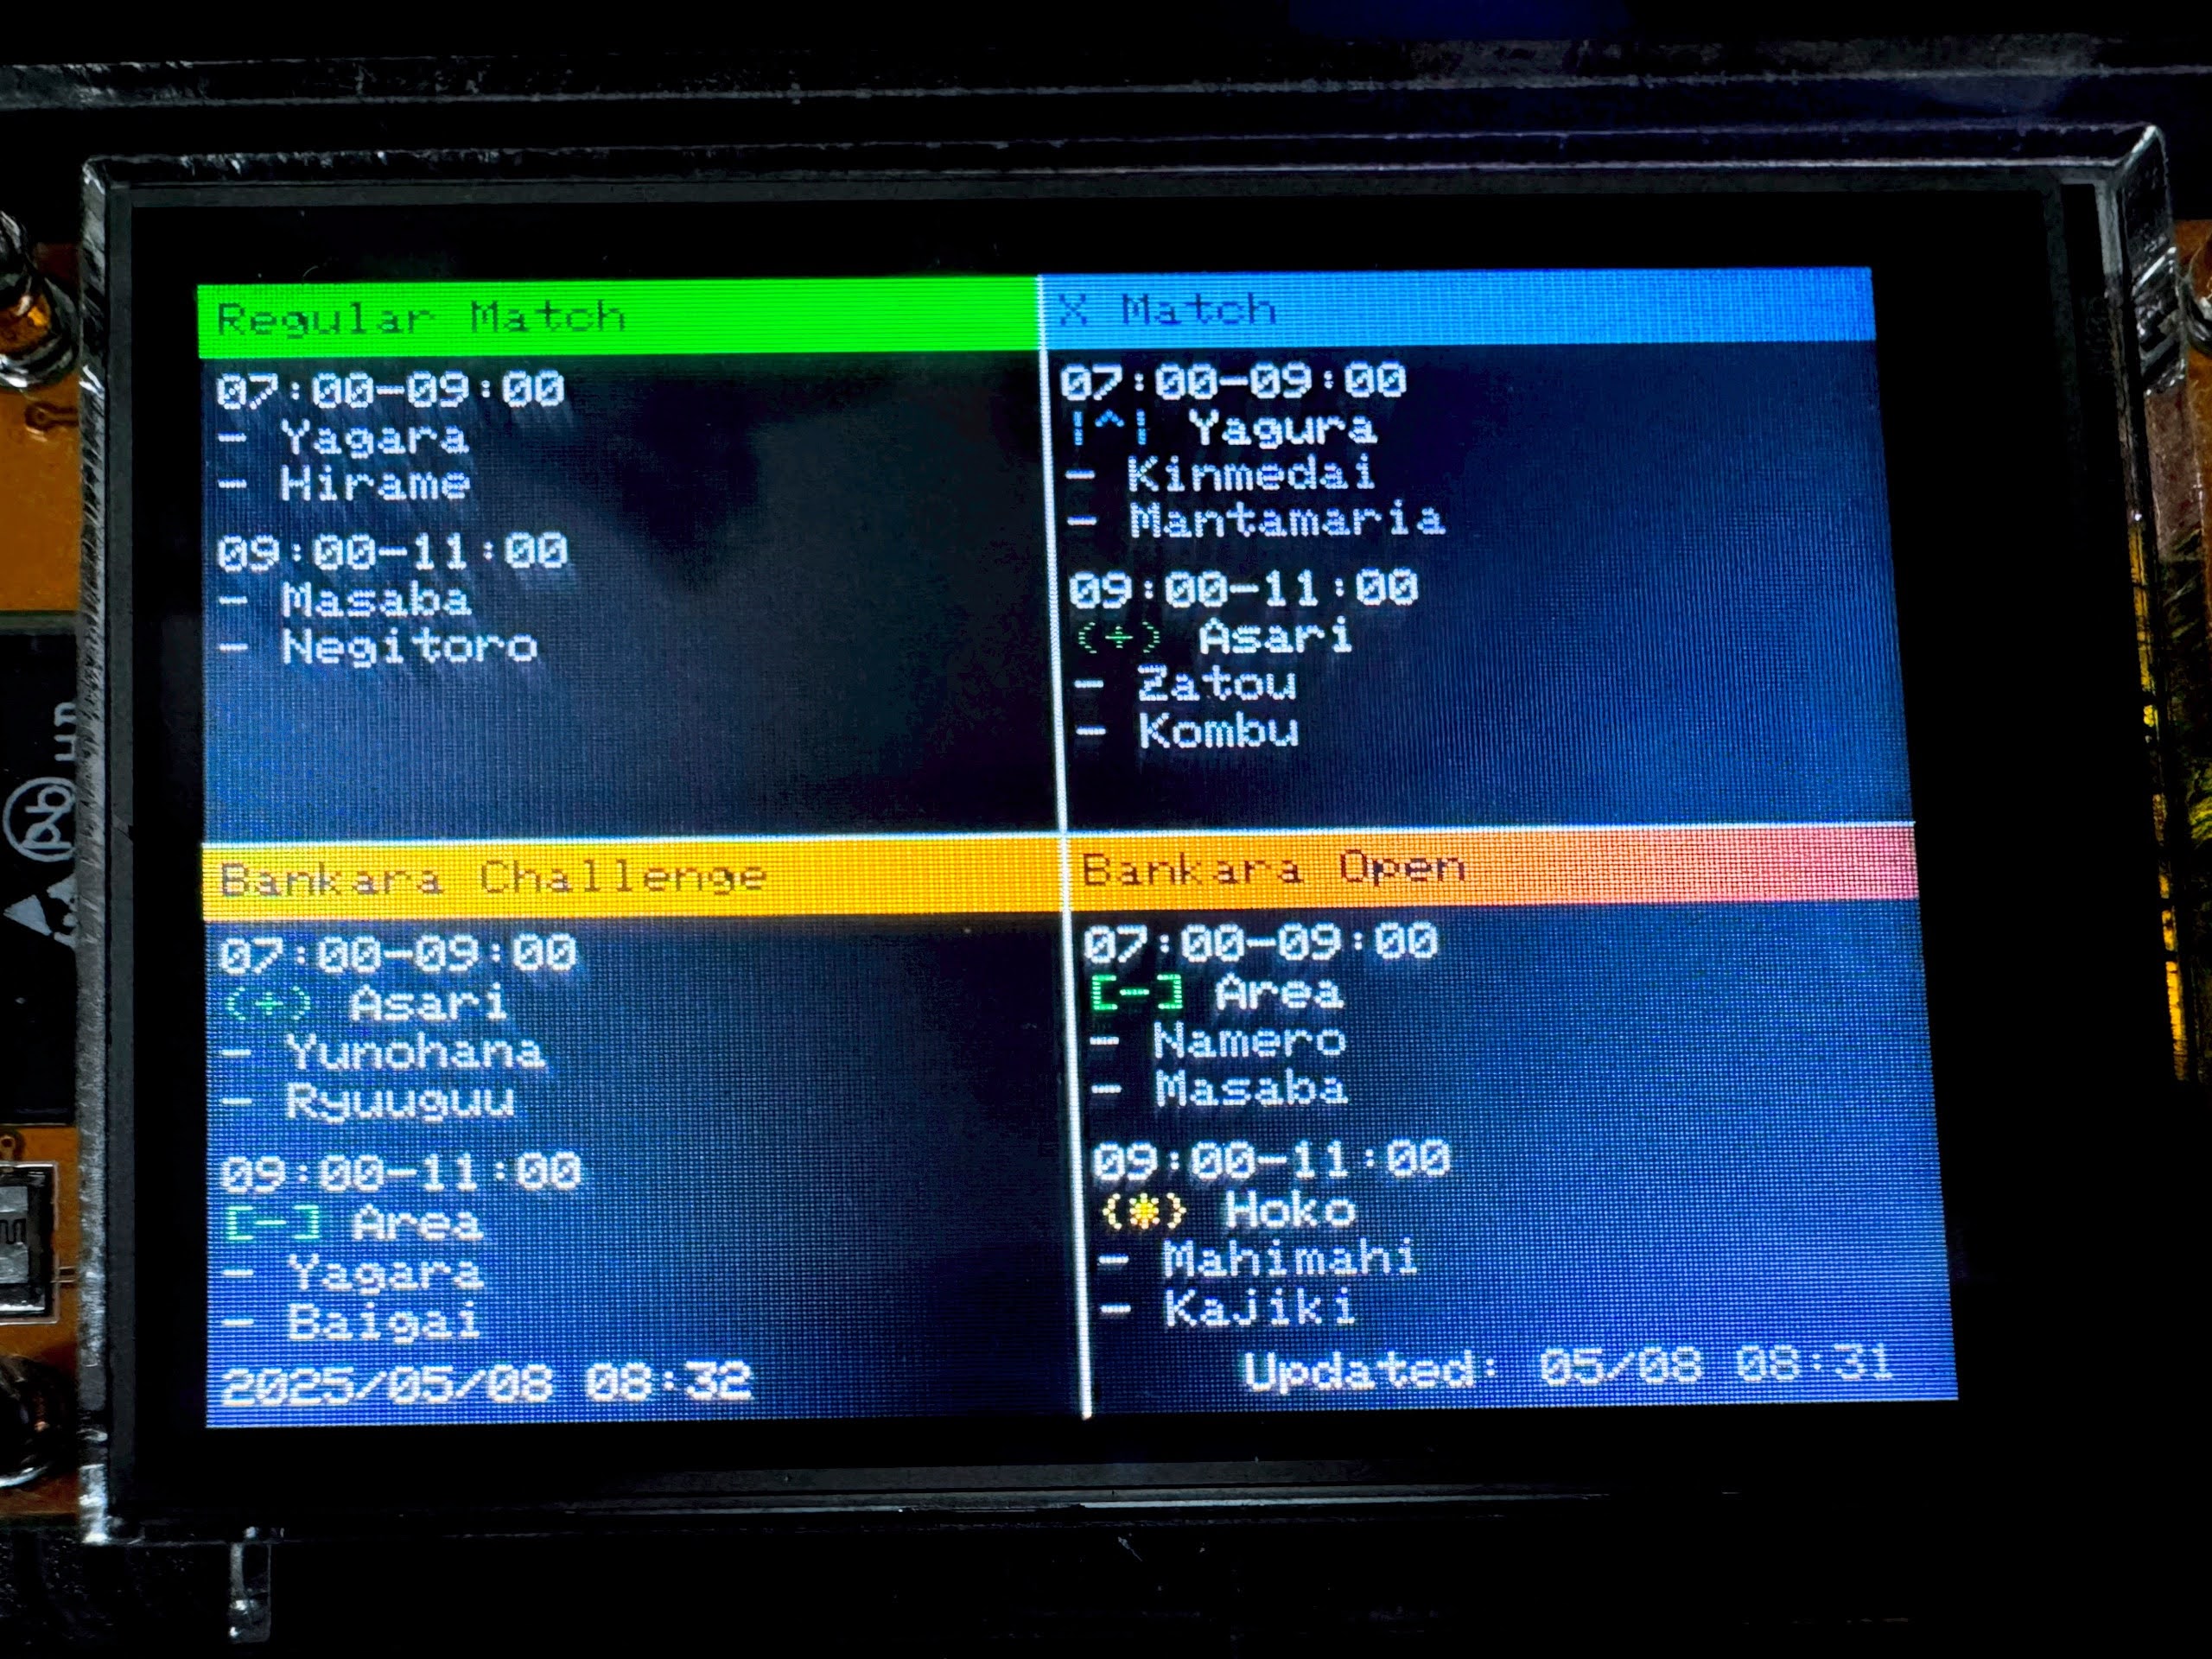 Regular Match
07:00-09:00
- Yagara
- Hirame
09:00-11:00
- Masaba
- Negitoro
X Match
07:00-09:00
|^| Yagura
- Kinmedai
- Mantamaria
09:00-11:00
(+) Asari
- Zatou
- Kombu
Bankara Challenge
07:00-09:00
(+) Asari
- Yunohana
- Ryuuguu
09:00-11:00
[-] Area
- Yagara
- Baigai
2025/05/08 08:32
Bankara Open
07:00-09:00
[-] Area
- Namero
- Masaba
09:00-11:00
(*) Hoko
- Mahimahi
- Kajiki
Updated: 05/08 08:31
Pb